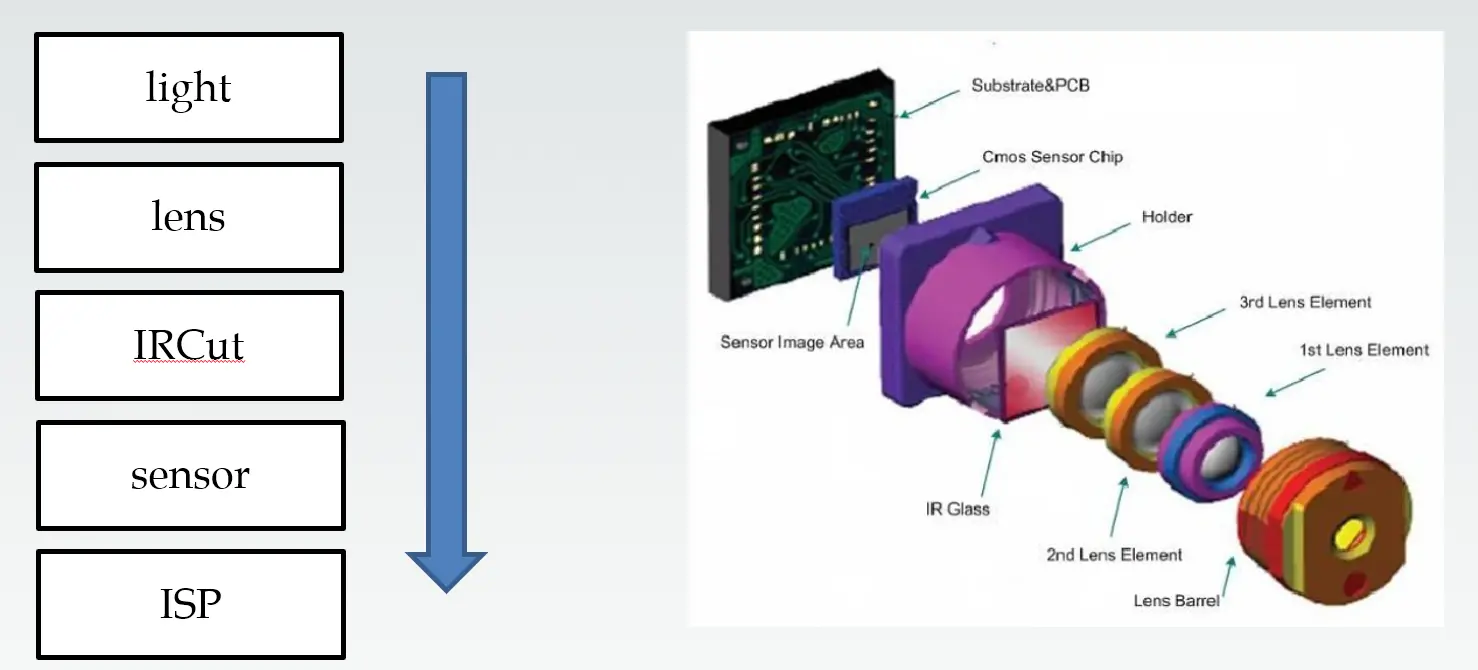 light
lens
IRCut
sensor
ISP
Substrate&PCB
Cmos Sensor Chip
Holder
3rd Lens Element
Sensor Image Area
1st Lens Element
IR Glass
2nd Lens Element
Lens Barrel